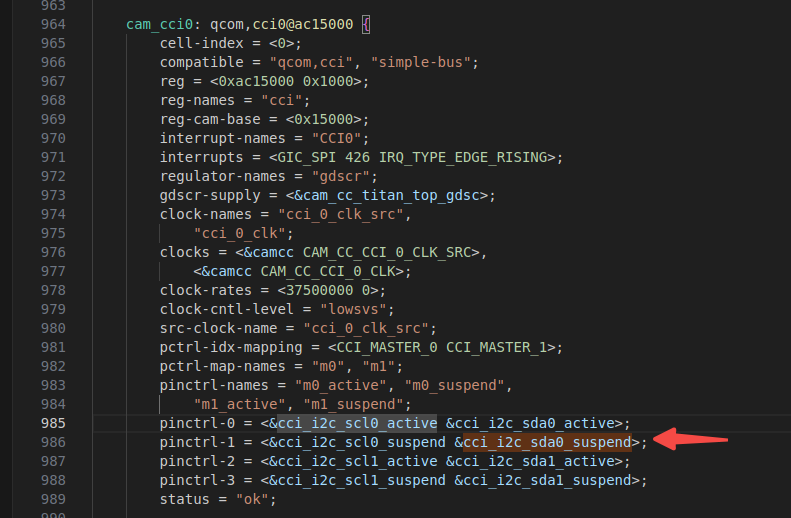 963
964 cam_cci0: qcom,cci0@ac15000 {
965 cell-index = <0>;
966 compatible = "qcom,cci", "simple-bus";
967 reg = <0xac15000 0x1000>;
968 reg-names = "cci";
969 reg-cam-base = <0x15000>;
970 interrupt-names = "CCI0";
971 interrupts = <GIC_SPI 426 IRQ_TYPE_EDGE_RISING>;
972 regulator-names = "gdscr";
973 gdscr-supply = <&cam_cc_titan_top_gdsc>;
974 clock-names = "cci_0_clk_src",
975 "cci_0_clk";
976 clocks = <&camcc CAM_CC_CCI_0_CLK_SRC>,
977 <&camcc CAM_CC_CCI_0_CLK>;
978 clock-rates = <37500000 0>;
979 clock-cntl-level = "lowsvs";
980 src-clock-name = "cci_0_clk_src";
981 pctrl-idx-mapping = <CCI_MASTER_0 CCI_MASTER_1>;
982 pctrl-map-names = "m0", "m1";
983 pinctrl-names = "m0_active", "m0_suspend",
984 "m1_active", "m1_suspend";
985 pinctrl-0 = <&cci_i2c_scl0_active &cci_i2c_sda0_active>;
986 pinctrl-1 = <&cci_i2c_scl0_suspend &cci_i2c_sda0_suspend>;
987 pinctrl-2 = <&cci_i2c_scl1_active &cci_i2c_sda1_active>;
988 pinctrl-3 = <&cci_i2c_scl1_suspend &cci_i2c_sda1_suspend>;
989 status = "ok";
990